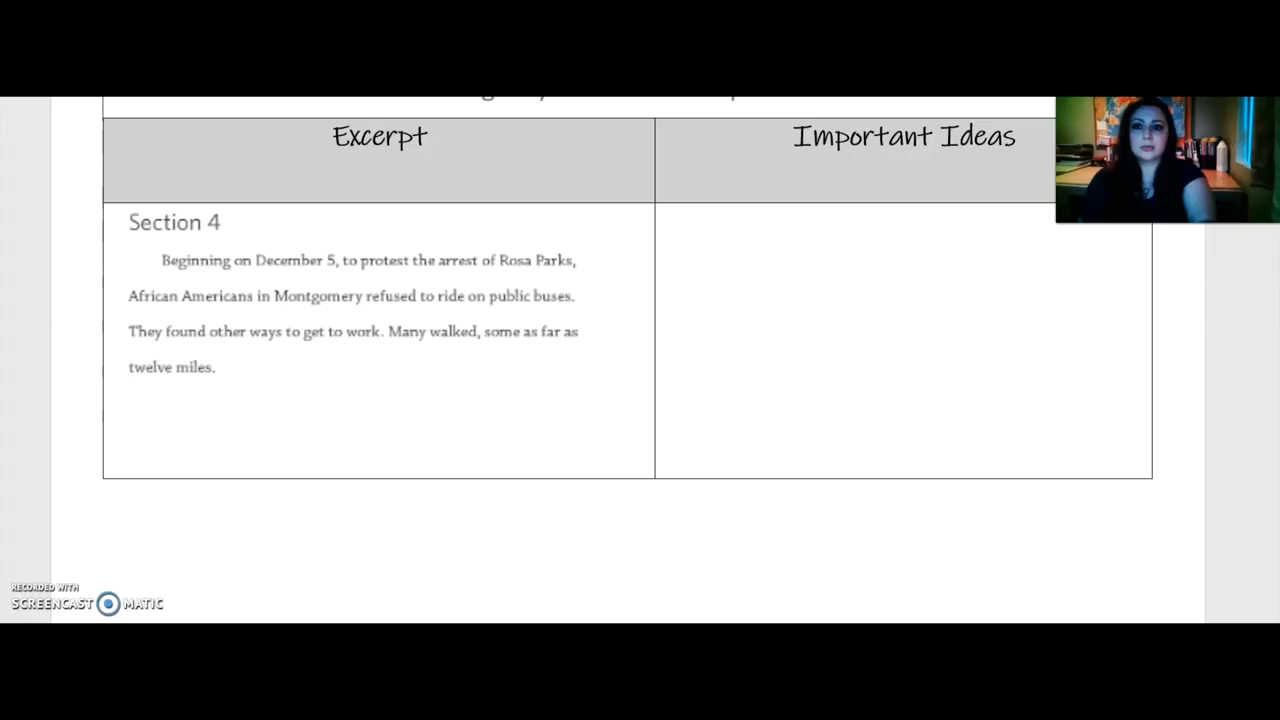 Excerpt
Important Ideas
Section 4
Beginning on December 5, to protest the arrest of Rosa Parks,
African Americans in Montgomery refused to ride on public buses.
They found other ways to get to work. Many walked, some as far as
twelve miles.
RECORDED WITH
SCREENCAST MATIC